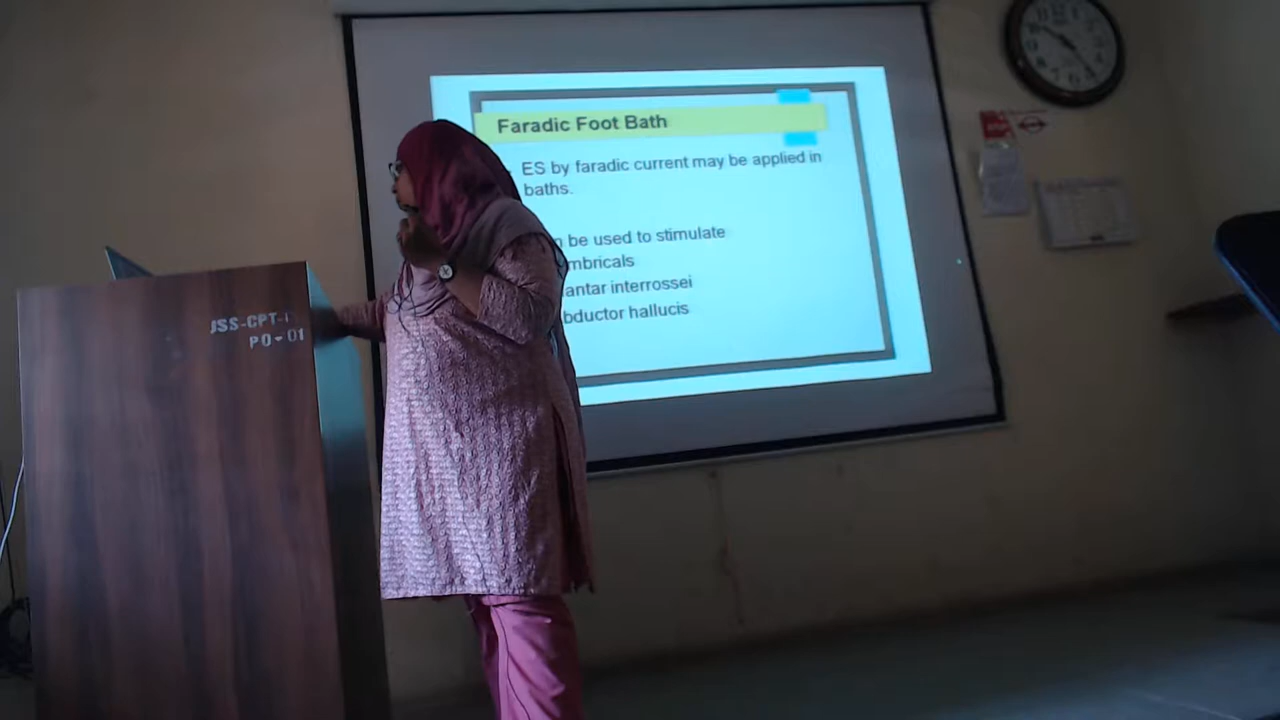 Faradic Foot Bath
ES by faradic current may be applied in
baths.
be used to stimulate
mbricals
antar interrossei
bductor hallucis
JSS-CPT-
PO-01